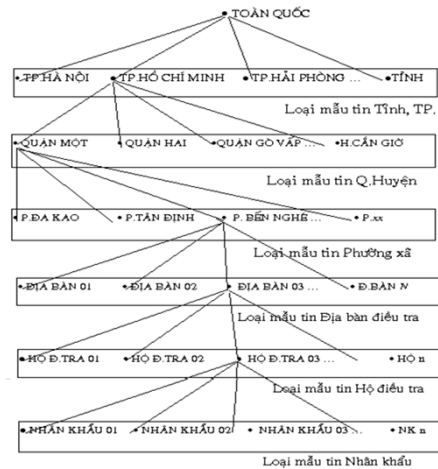 • TOÀN QUỐC
• TP.HÀ NỘI • TP.HỒ CHÍ MINH • TP.HẢI PHÒNG ... • TỈNH
Loại mẫu tin Tỉnh, TP.
• QUẬN MỘT • QUẬN HAI • QUẬN GÒ VẤP ... • H.CẦN GIỜ
Loại mẫu tin Q.Huyện
• P.ĐA KAO • P.TÂN ĐỊNH • P. BẾN NGHÉ ... • P.xx
Loại mẫu tin Phường xã
• ĐỊA BÀN 01 • ĐỊA BÀN 02 • ĐỊA BÀN 03 ... • Đ.BÀN N
Loại mẫu tin Địa bàn điều tra
• HỘ Đ.TRA 01 • HỘ Đ.TRA 02 • HỘ Đ.TRA 03 ... • HỘ n
Loại mẫu tin Hộ điều tra
• NHÂN KHẨU 01 • NHÂN KHẨU 02 • NHÂN KHẨU 03 ... • NK n
Loại mẫu tin Nhân khẩu